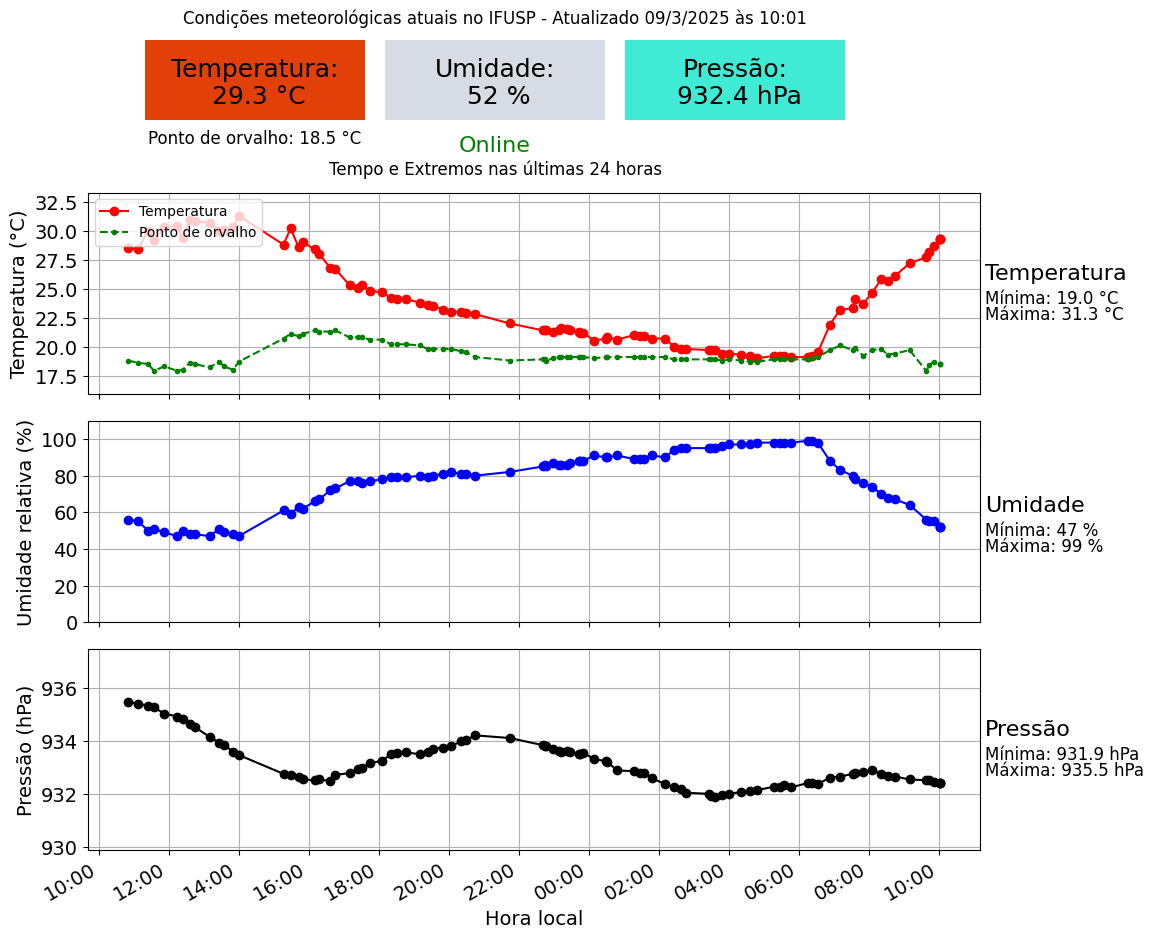 Condições meteorológicas atuais no IFUSP - Atualizado 09/3/2025 às 10:01
Temperatura:
29.3 °C
Umidade:
52 %
Pressão:
932.4 hPa
Ponto de orvalho: 18.5 °C
Online
Tempo e Extremos nas últimas 24 horas
Temperatura (°C)
32.5
30.0
27.5
25.0
22.5
20.0
17.5
Temperatura
Ponto de orvalho
Temperatura
Mínima: 19.0 °C
Máxima: 31.3 °C
Umidade relativa (%)
100
80
60
40
20
0
Umidade
Mínima: 47 %
Máxima: 99 %
Pressão (hPa)
936
934
932
930
Pressão
Mínima: 931.9 hPa
Máxima: 935.5 hPa
10:00
12:00
14:00
16:00
18:00
20:00
22:00
00:00
02:00
04:00
06:00
08:00
10:00
Hora local